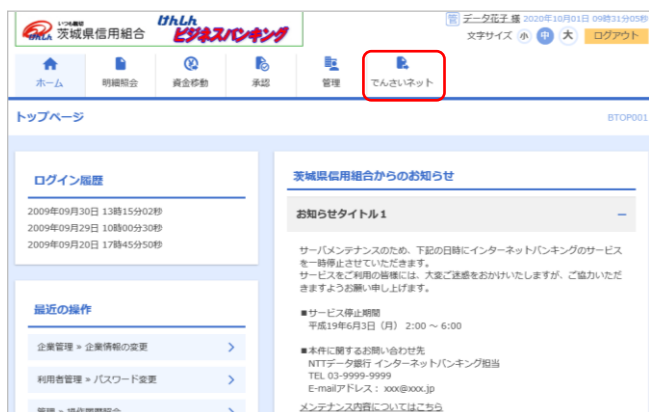 いつも機敏
けんしん 茨城県信用組合
けんしん
ビジネスバンキング
管 データ花子 様 2020年10月01日 09時31分05秒
文字サイズ 小 中 大 ログアウト
ホーム 明細照会 資金移動 承認 管理 でんさいネット
トップページ BTOP001
ログイン履歴
2009年09月30日 13時15分02秒
2009年09月29日 10時00分30秒
2009年09月20日 17時45分50秒
最近の操作
企業管理 » 企業情報の変更
利用者管理 » パスワード変更
管理 » 操作履歴照会
茨城県信用組合からのお知らせ
お知らせタイトル1
サーバメンテナンスのため、下記の日時にインターネットバンキングのサービス
を一時停止させていただきます。
サービスをご利用の皆様には、大変ご迷惑をおかけいたしますが、ご協力いただ
きますようお願い申し上げます。
■サービス停止期間
平成19年6月3日（月） 2:00 ～ 6:00
■本件に関するお問い合わせ先
NTTデータ銀行 インターネットバンキング担当
TEL 03-9999-9999
E-mailアドレス： xxx@xxx.jp
メンテナンス内容についてはこちら